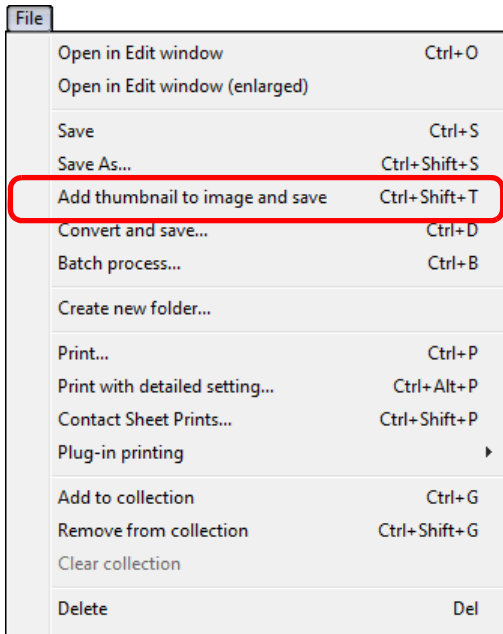 File
Open in Edit window Ctrl+O
Open in Edit window (enlarged)
Save Ctrl+S
Save As... Ctrl+Shift+S
Add thumbnail to image and save Ctrl+Shift+T
Convert and save... Ctrl+D
Batch process... Ctrl+B
Create new folder...
Print... Ctrl+P
Print with detailed setting... Ctrl+Alt+P
Contact Sheet Prints... Ctrl+Shift+P
Plug-in printing
Add to collection Ctrl+G
Remove from collection Ctrl+Shift+G
Clear collection
Delete Del